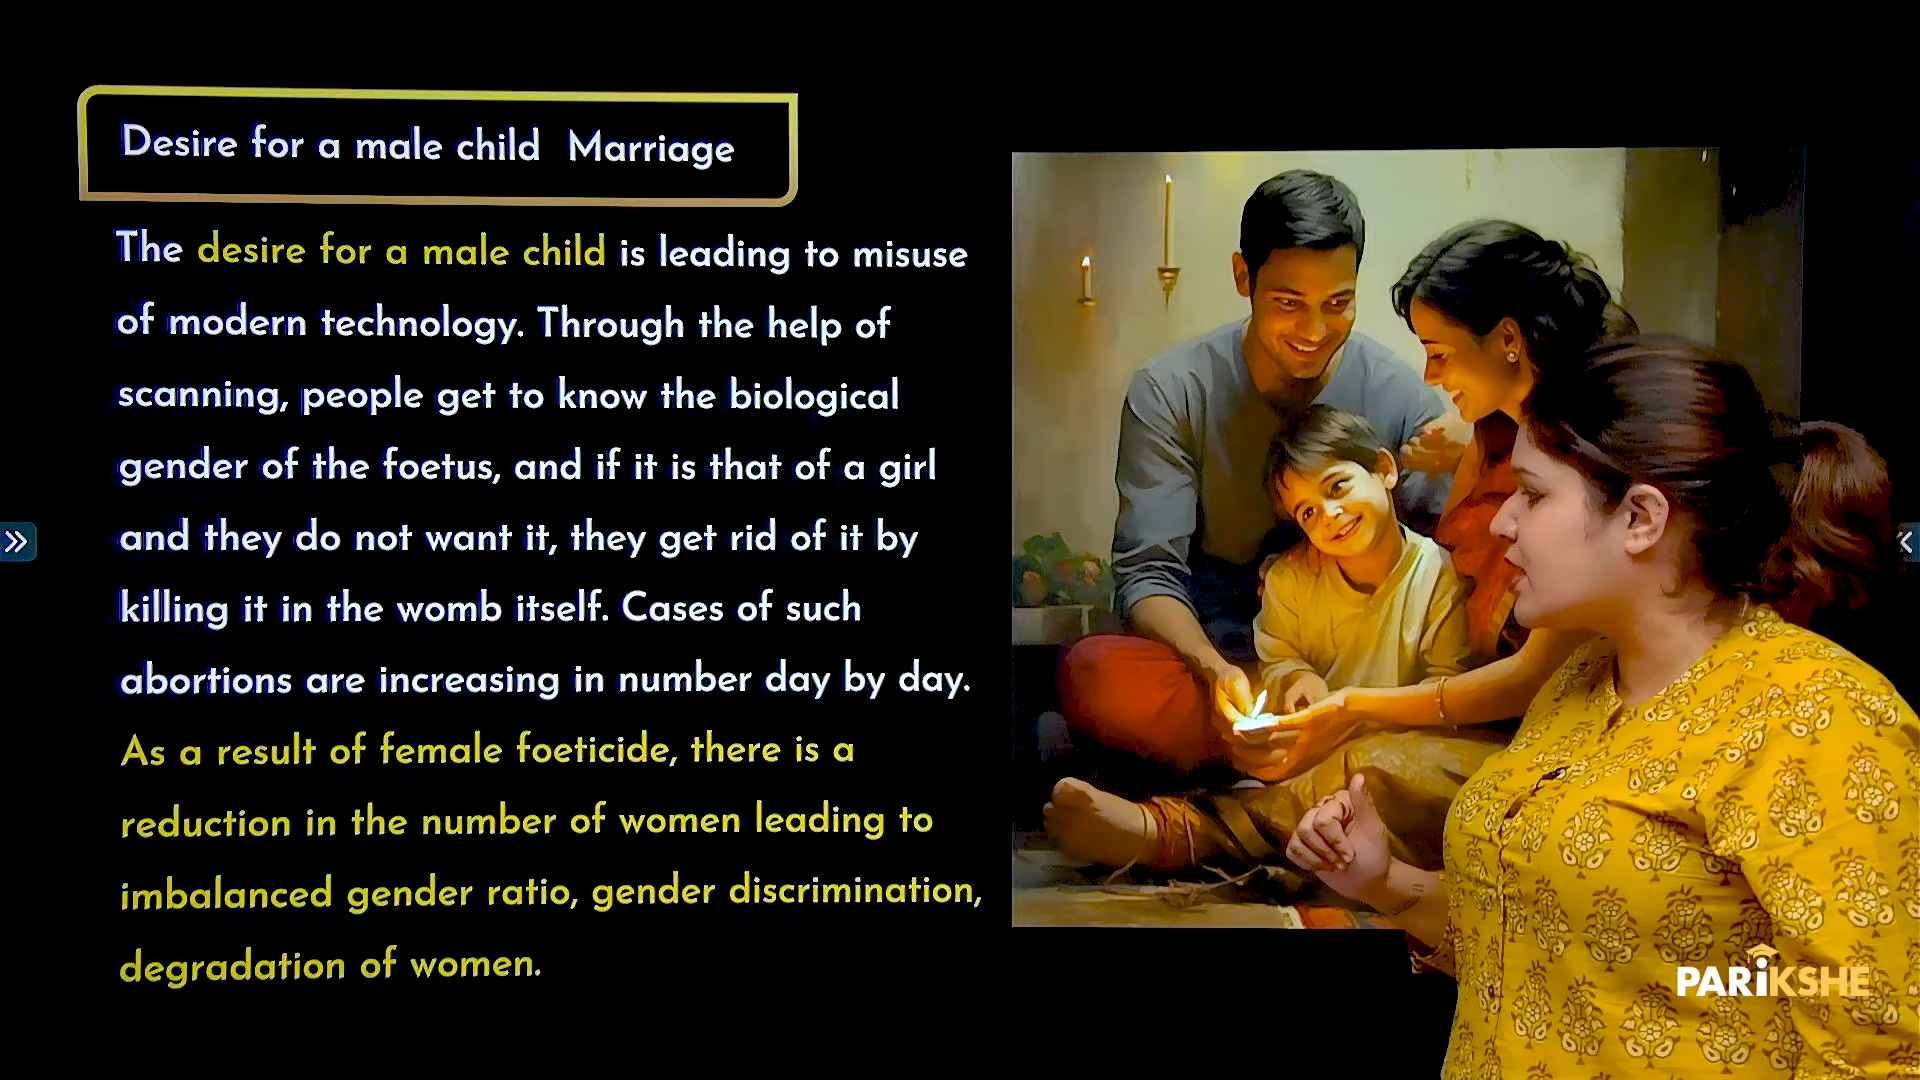 Desire for a male child Marriage
The desire for a male child is leading to misuse
of modern technology. Through the help of
scanning, people get to know the biological
gender of the foetus, and if it is that of a girl
and they do not want it, they get rid of it by
killing it in the womb itself. Cases of such
abortions are increasing in number day by day.
As a result of female foeticide, there is a
reduction in the number of women leading to
imbalanced gender ratio, gender discrimination,
degradation of women.
PARiKSHE